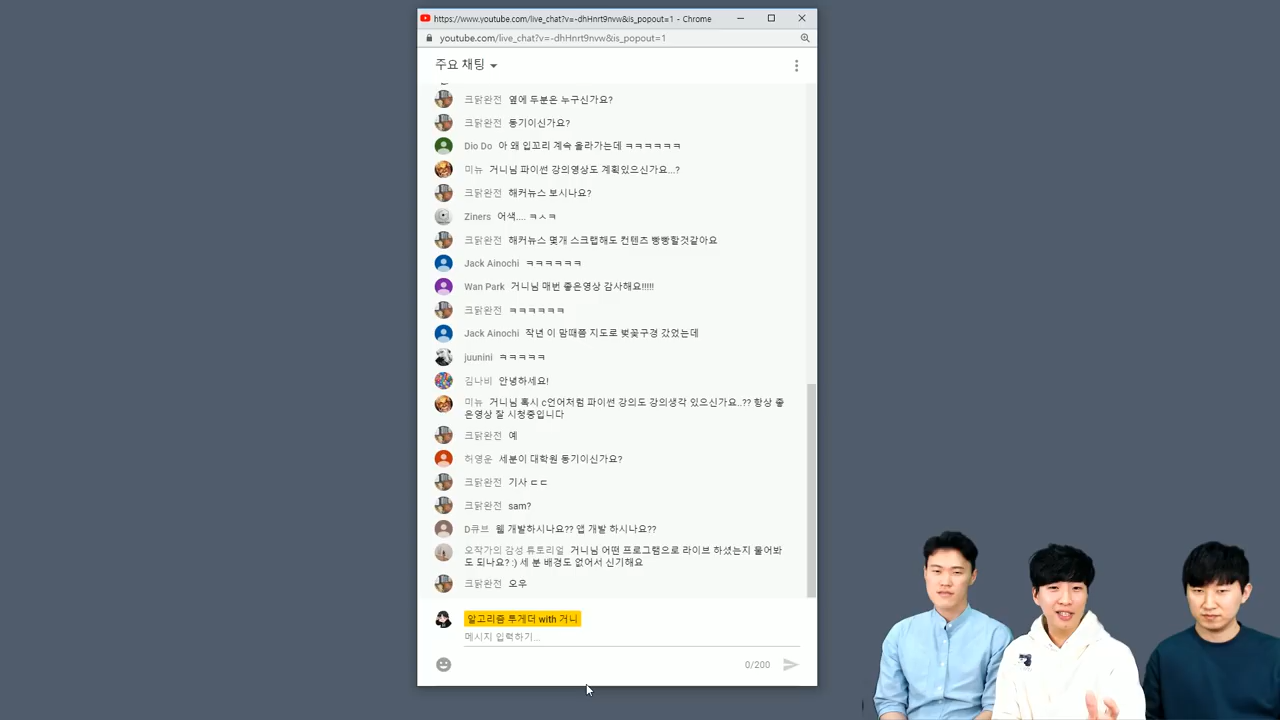 https://www.youtube.com/live_chat?v=-dhHnrt9nvw&is_popout=1 - Chrome
youtube.com/live_chat?v=-dhHnrt9nvw&is_popout=1
주요 채팅
크닭완전 옆에 두분은 누구신가요?
크닭완전 동기이신가요?
Dio Do 아 왜 입꼬리 계속 올라가는데 ㅋㅋㅋㅋㅋㅋ
미뉴 거니님 파이썬 강의영상도 계획있으신가요...?
크닭완전 해커뉴스 보시나요?
Ziners 어색.... ㅋㅅㅋ
크닭완전 해커뉴스 몇개 스크랩해도 컨텐츠 빵빵할것같아요
Jack Ainochi ㅋㅋㅋㅋㅋㅋ
Wan Park 거니님 매번 좋은영상 감사해요!!!!!
크닭완전 ㅋㅋㅋㅋㅋㅋ
Jack Ainochi 작년 이 맘때쯤 지도로 벚꽃구경 갔었는데
juunini ㅋㅋㅋㅋㅋ
김나비 안녕하세요!
미뉴 거니님 혹시 c언어처럼 파이썬 강의도 강의생각 있으신가요..?? 항상 좋
은영상 잘 시청중입니다
크닭완전 예
허영운 세분이 대학원 동기이신가요?
크닭완전 기사 ㄷㄷ
크닭완전 sam?
D큐브 웹 개발하시나요?? 앱 개발 하시나요??
오작가의 감성 튜토리얼 거니님 어떤 프로그램으로 라이브 하셨는지 물어봐
도 되나요? :) 세 분 배경도 없어서 신기해요
크닭완전 오우
알고리즘 투게더 with 거니
메시지 입력하기...
0/200